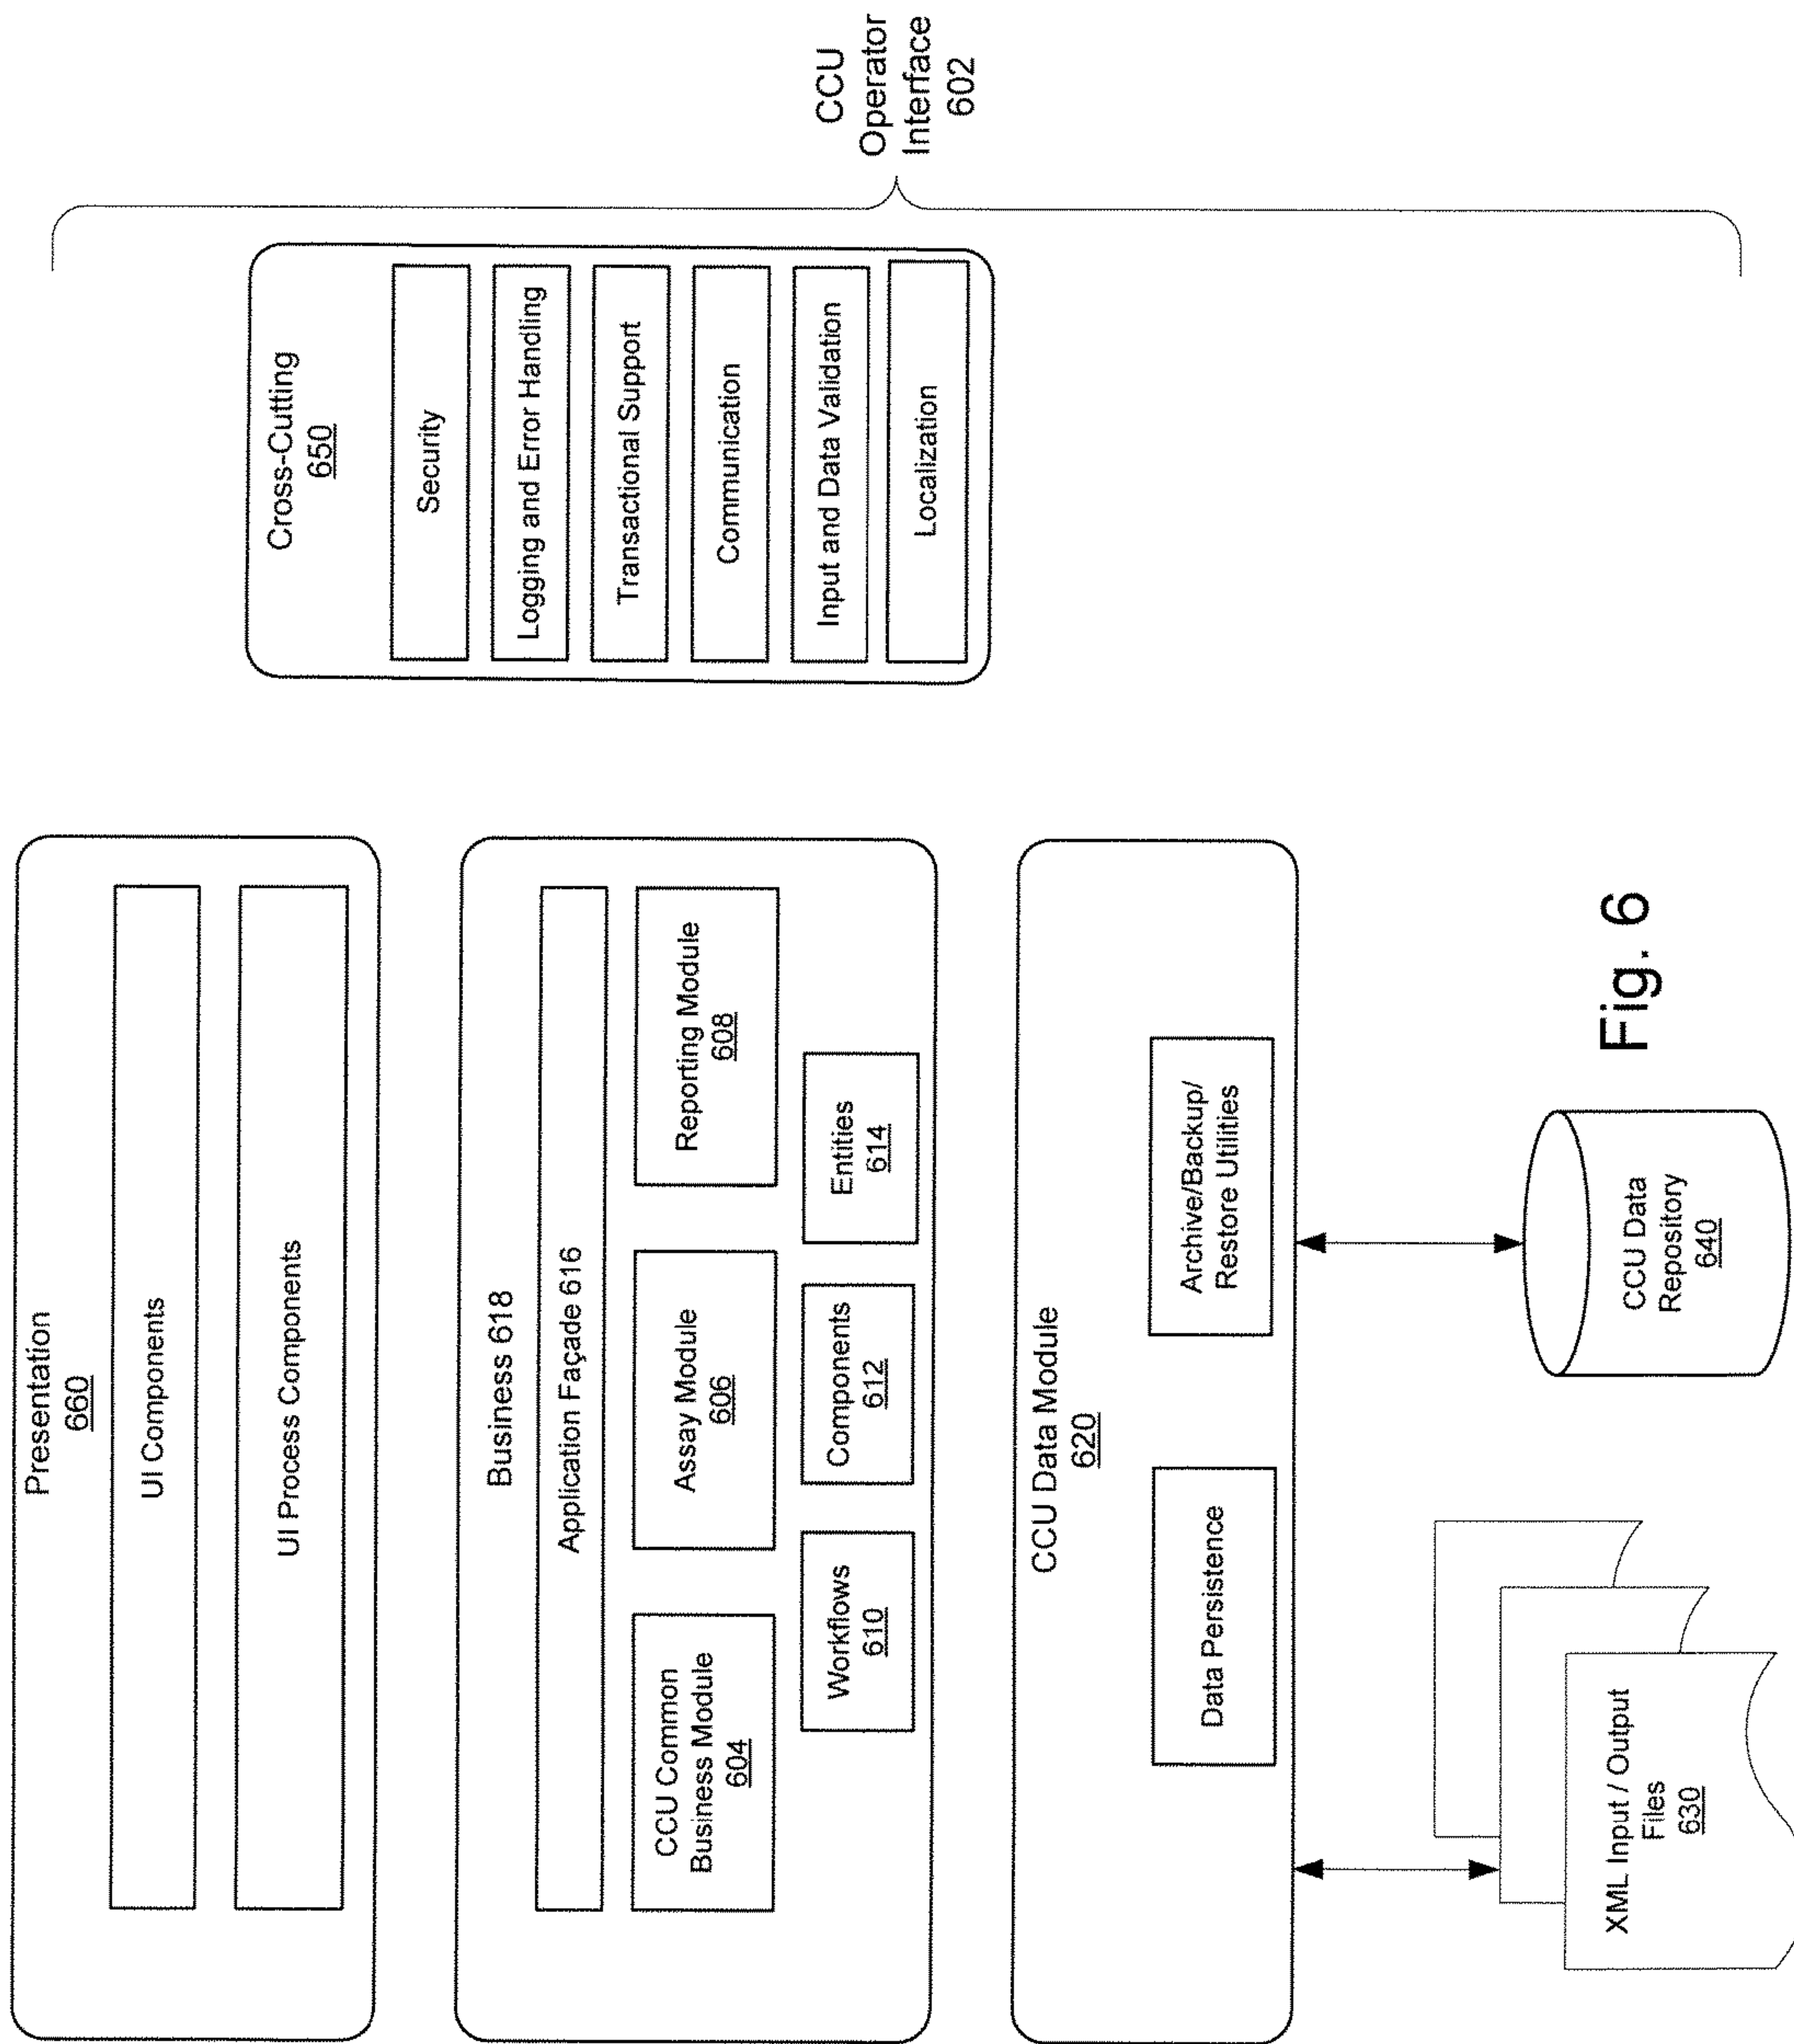 Presentation
660
UI Components
UI Process Components
Business 618
Application Façade 616
CCU Common
Business Module
604
Assay Module
606
Reporting Module
608
Workflows
610
Components
612
Entities
614
CCU Data Module
620
Data Persistence
Archive/Backup/
Restore Utilities
XML Input / Output
Files
630
CCU Data
Repository
640
Cross-Cutting
650
Security
Logging and Error Handling
Transactional Support
Communication
Input and Data Validation
Localization
CCU
Operator
Interface
602
Fig. 6